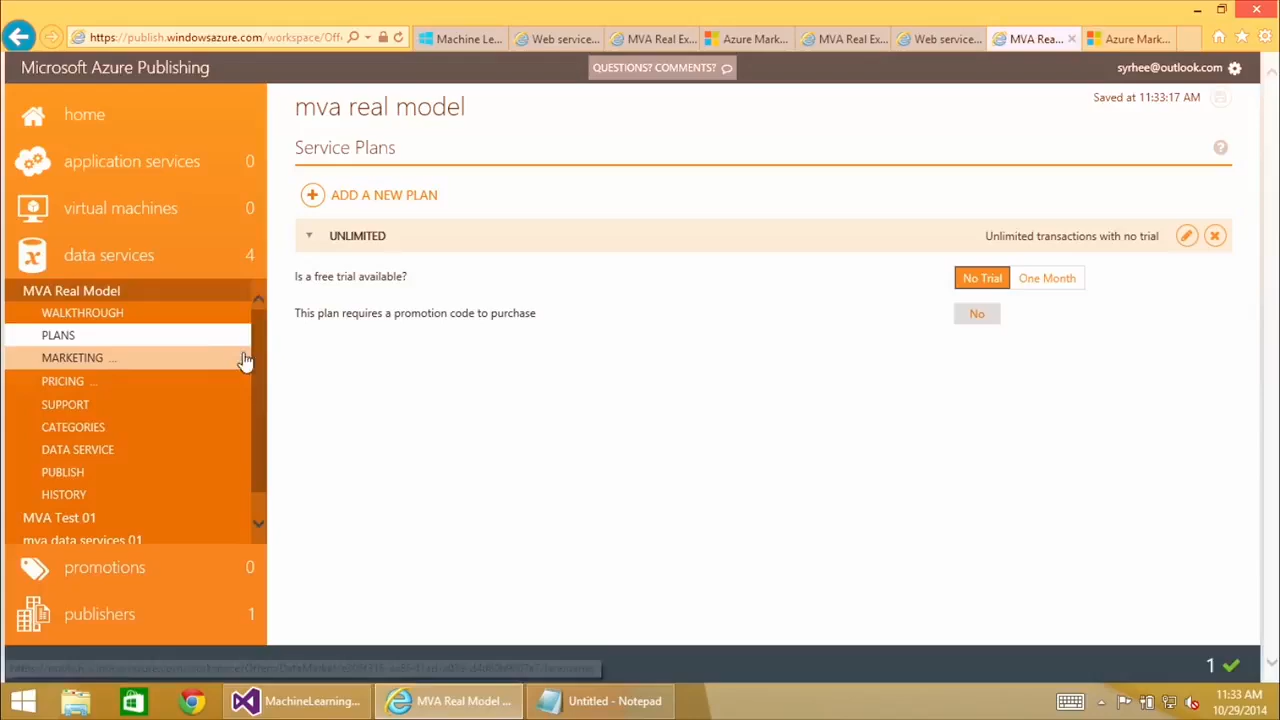 https://publish.windowsazure.com/workspace/Off
Machine Le...
Web service...
MVA Real Ex...
Azure Mark...
MVA Real Ex...
Web service...
MVA Rea...
Azure Mark...
Microsoft Azure Publishing
QUESTIONS? COMMENTS?
syrhee@outlook.com
home
application services 0
virtual machines 0
data services 4
MVA Real Model
WALKTHROUGH
PLANS
MARKETING ...
PRICING ...
SUPPORT
CATEGORIES
DATA SERVICE
PUBLISH
HISTORY
MVA Test 01
mva data services 01
promotions 0
publishers 1
mva real model
Saved at 11:33:17 AM
Service Plans
?
ADD A NEW PLAN
UNLIMITED
Unlimited transactions with no trial
Is a free trial available?
No Trial One Month
This plan requires a promotion code to purchase
No
1
MachineLearning...
MVA Real Model ...
Untitled - Notepad
11:33 AM
10/29/2014